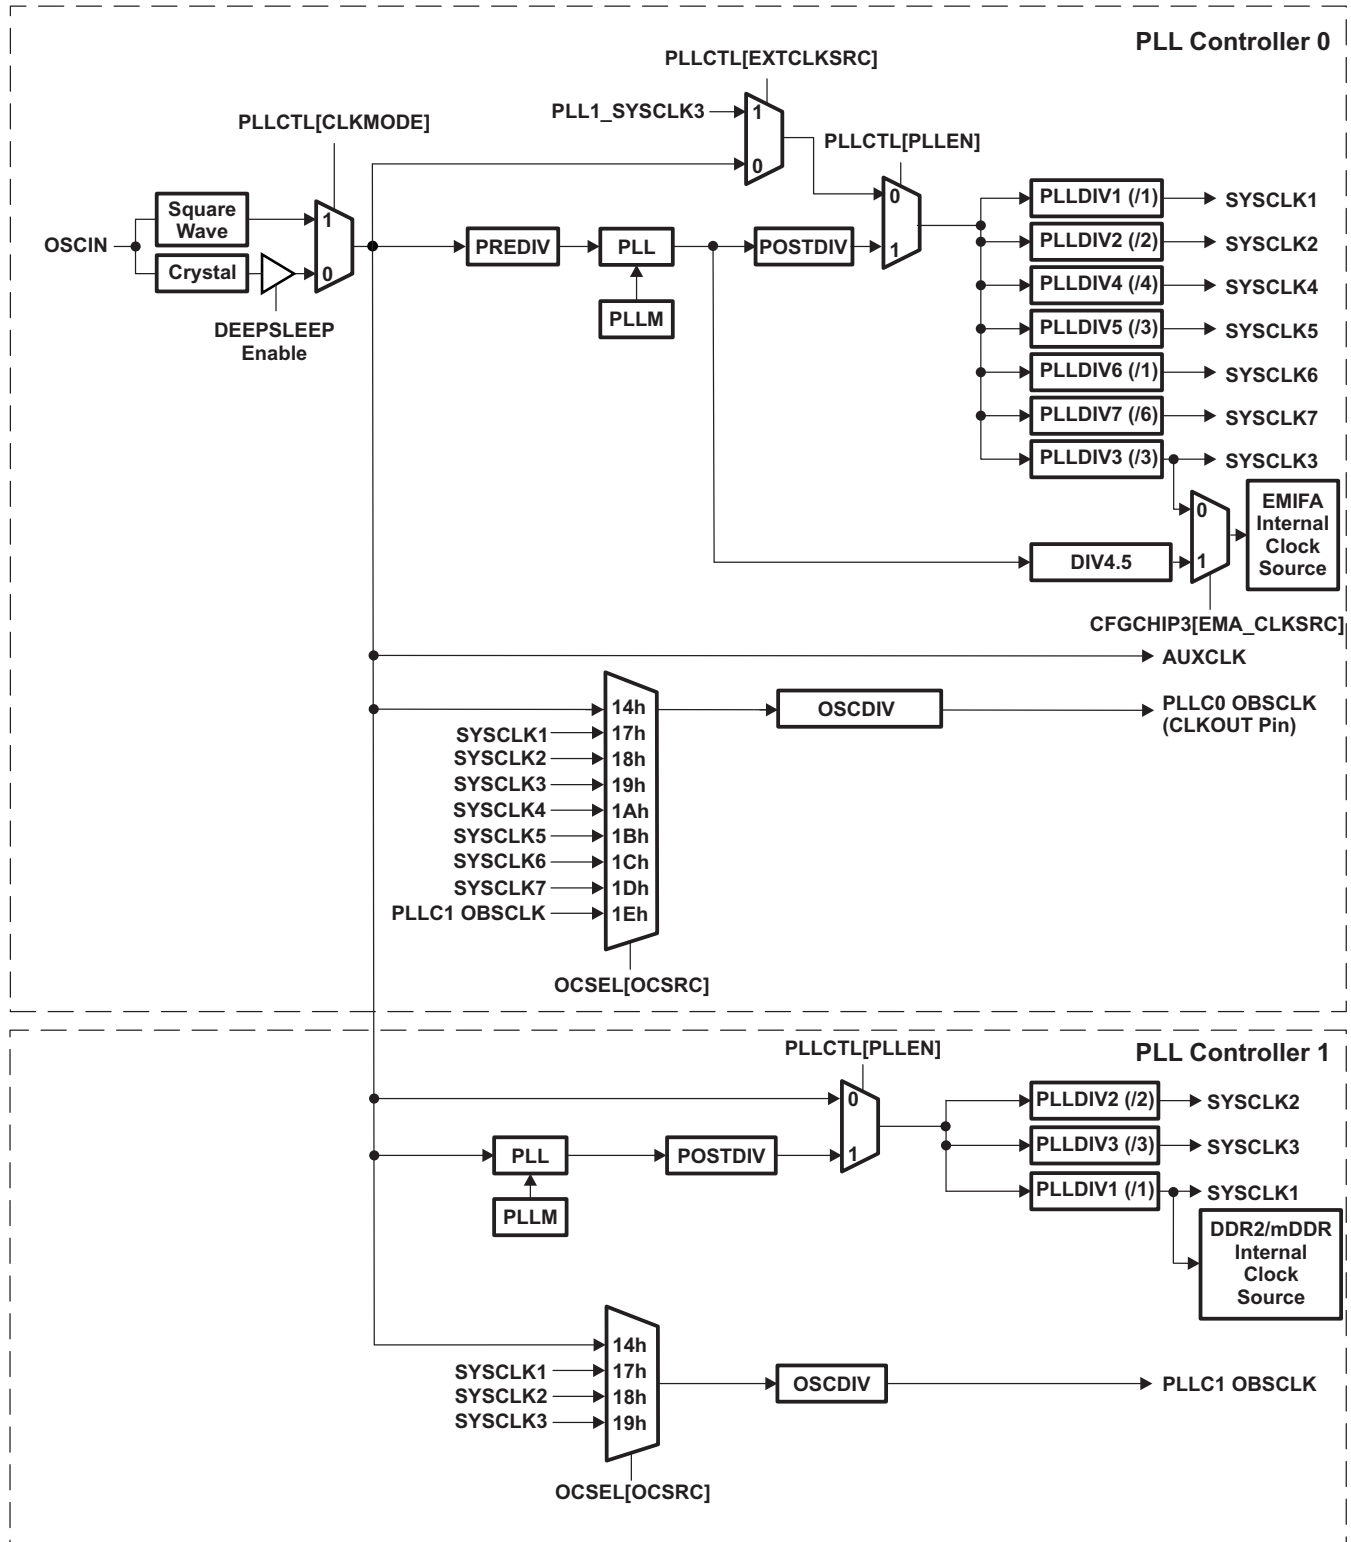 PLL Controller 0
PLLCTL[EXTCLKSRC]
PLL1_SYSCLK3
1
0
PLLCTL[CLKMODE]
PLLCTL[PLLEN]
Square
Wave
1
OSCIN
Crystal
0
DEEPSLEEP
Enable
PREDIV
PLL
PLLM
POSTDIV
0
1
PLLDIV1 (/1)
SYSCLK1
PLLDIV2 (/2)
SYSCLK2
PLLDIV4 (/4)
SYSCLK4
PLLDIV5 (/3)
SYSCLK5
PLLDIV6 (/1)
SYSCLK6
PLLDIV7 (/6)
SYSCLK7
PLLDIV3 (/3)
SYSCLK3
0
1
EMIFA
Internal
Clock
Source
DIV4.5
CFGCHIP3[EMA_CLKSRC]
AUXCLK
14h
OSCDIV
PLLC0 OBSCLK
(CLKOUT Pin)
SYSCLK1
17h
SYSCLK2
18h
SYSCLK3
19h
SYSCLK4
1Ah
SYSCLK5
1Bh
SYSCLK6
1Ch
SYSCLK7
1Dh
PLLC1 OBSCLK
1Eh
OCSEL[OCSRC]
PLL Controller 1
PLLCTL[PLLEN]
0
1
PLL
PLLM
POSTDIV
PLLDIV2 (/2)
SYSCLK2
PLLDIV3 (/3)
SYSCLK3
PLLDIV1 (/1)
SYSCLK1
DDR2/mDDR
Internal
Clock
Source
14h
SYSCLK1
17h
SYSCLK2
18h
SYSCLK3
19h
OSCDIV
PLLC1 OBSCLK
OCSEL[OCSRC]